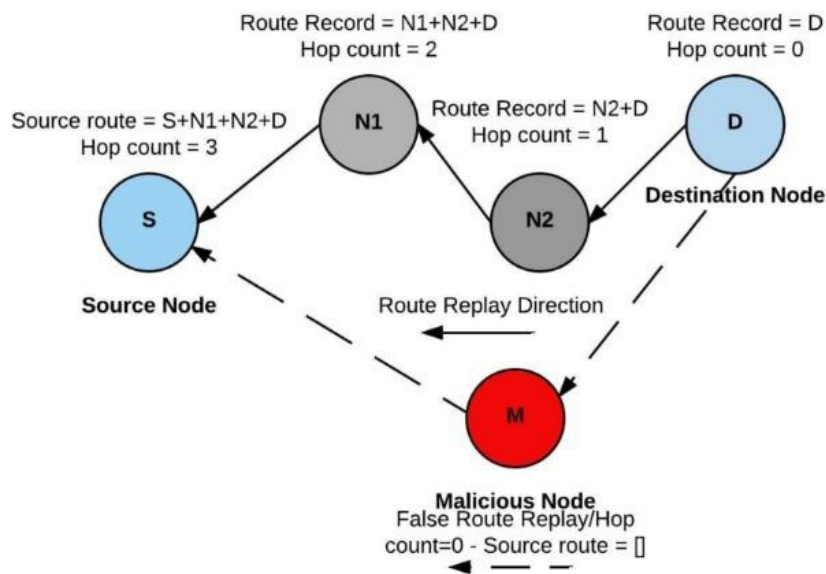 Route Record = N1+N2+D
Hop count = 2
Route Record = D
Hop count = 0
Source route = S+N1+N2+D
Hop count = 3
N1
Route Record = N2+D
Hop count = 1
D
S
N2
Destination Node
Source Node
Route Replay Direction
M
Malicious Node
False Route Replay/Hop
count=0 - Source route = []